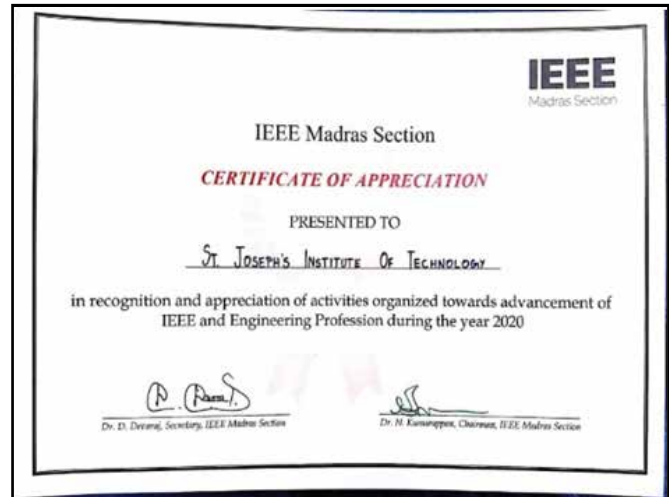 IEEE
Madras Section
IEEE Madras Section
CERTIFICATE OF APPRECIATION
PRESENTED TO
ST. JOSEPH'S INSTITUTE OF TECHNOLOGY
in recognition and appreciation of activities organized towards advancement of
IEEE and Engineering Profession during the year 2020
Dr. D. Devaraj, Secretary, IEEE Madras Section
Dr. N. Kumarappan, Chairman, IEEE Madras Section